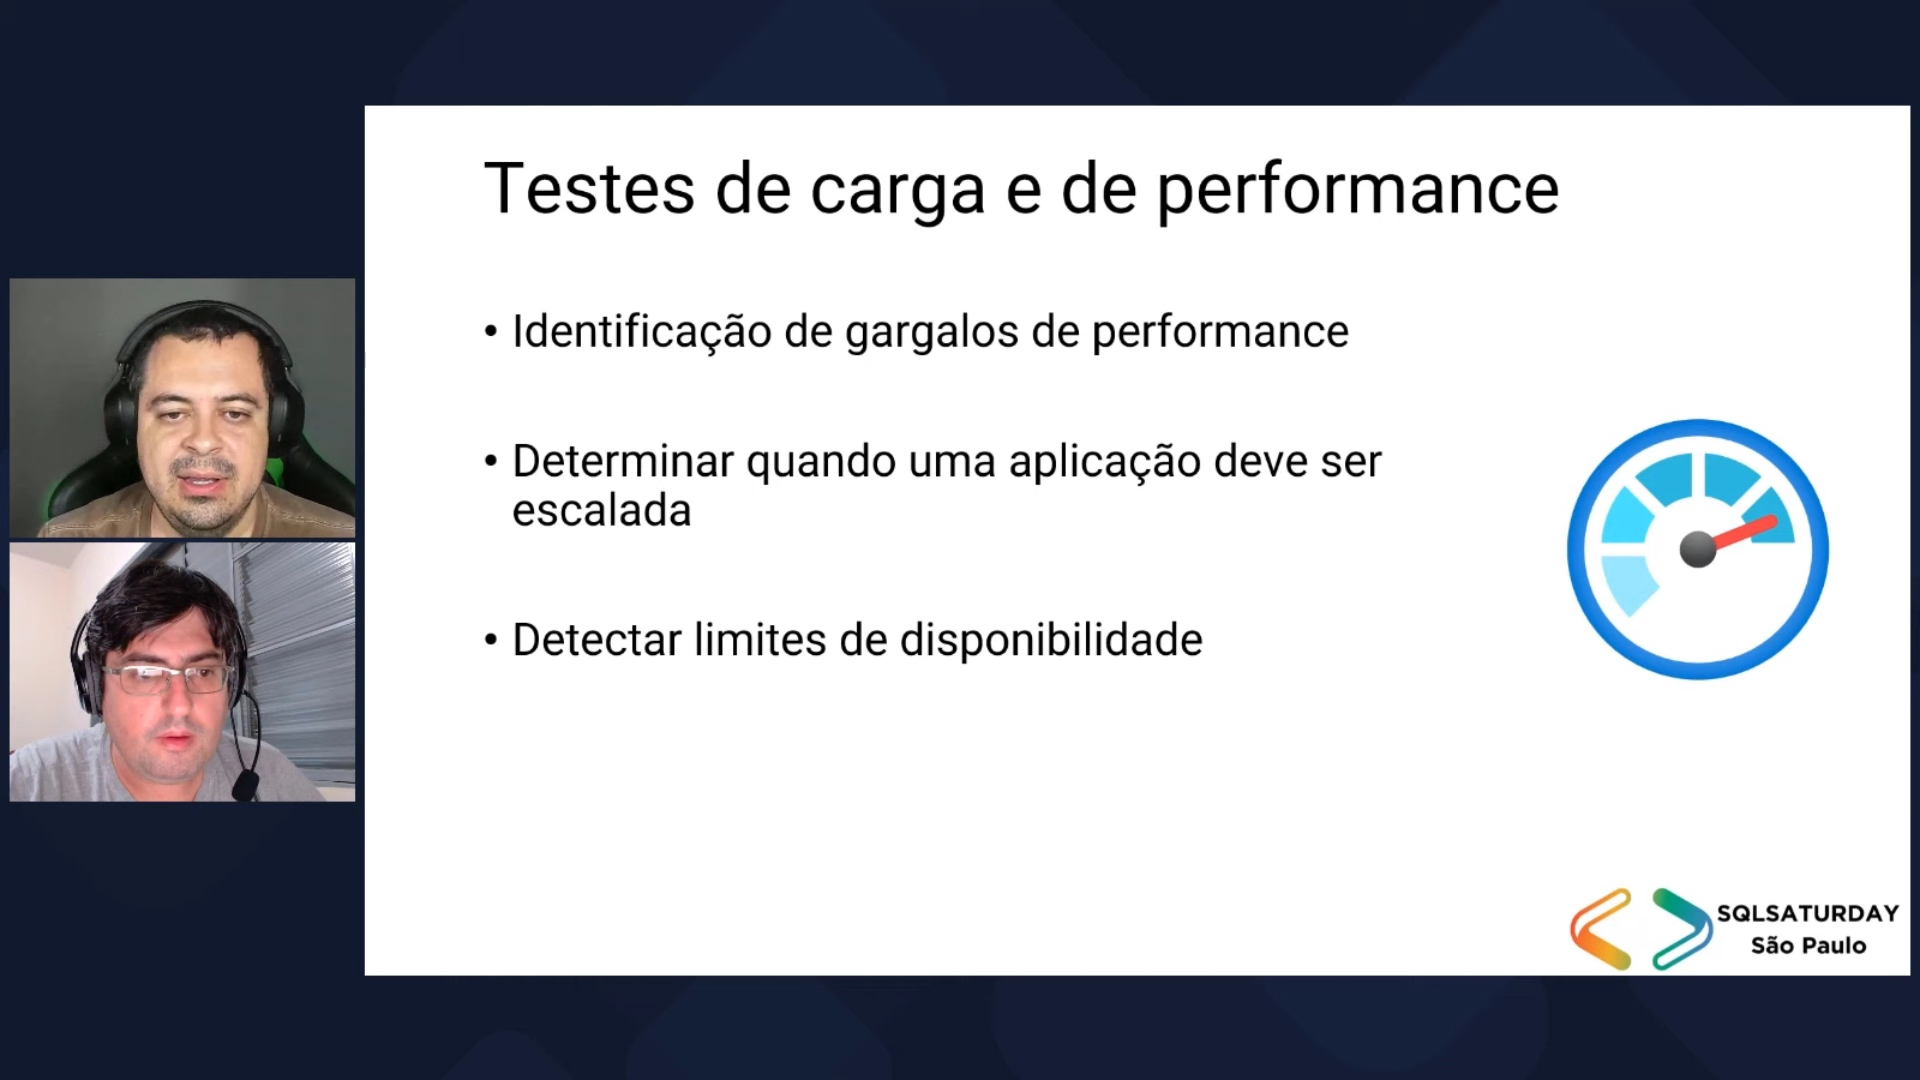 Testes de carga e de performance
• Identificação de gargalos de performance
• Determinar quando uma aplicação deve ser
escalada
• Detectar limites de disponibilidade
SQLSATURDAY
São Paulo